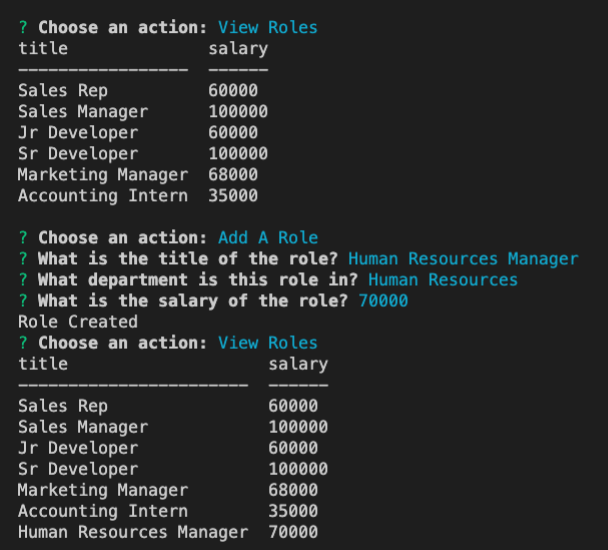 ? Choose an action: View Roles
title              salary
-----------------  ------
Sales Rep          60000
Sales Manager      100000
Jr Developer       60000
Sr Developer       100000
Marketing Manager  68000
Accounting Intern  35000
? Choose an action: Add A Role
? What is the title of the role? Human Resources Manager
? What department is this role in? Human Resources
? What is the salary of the role? 70000
Role Created
? Choose an action: View Roles
title                    salary
-----------------------  ------
Sales Rep                60000
Sales Manager            100000
Jr Developer             60000
Sr Developer             100000
Marketing Manager        68000
Accounting Intern        35000
Human Resources Manager  70000